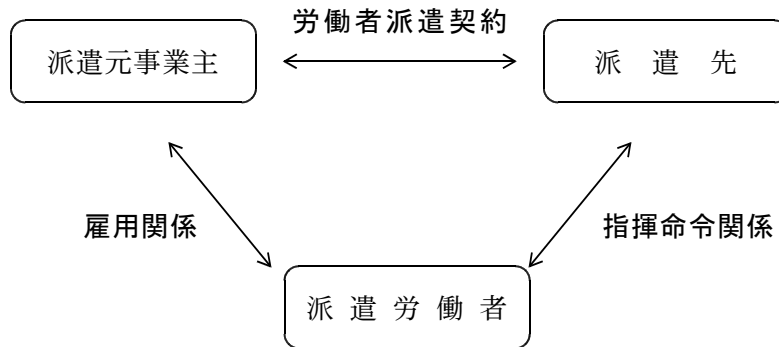 労働者派遣契約
派遣元事業主
派遣先
雇用関係
指揮命令関係
派遣労働者